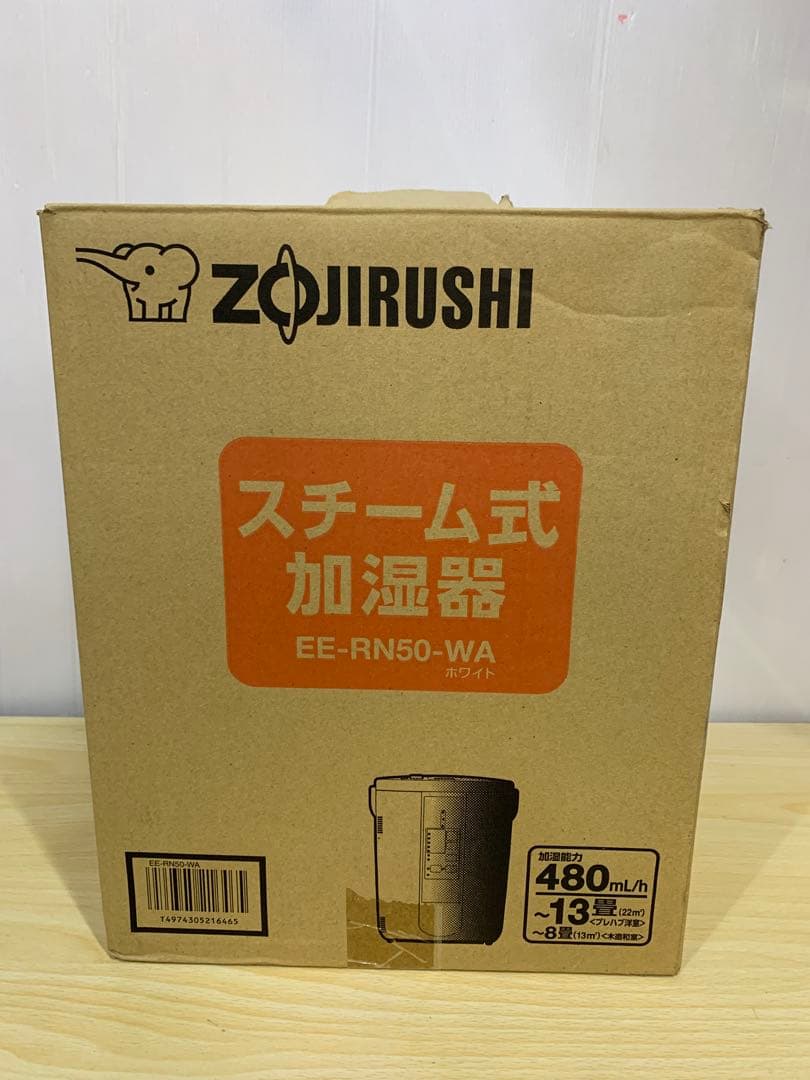 ZOJIRUSHI
スチーム式
加湿器
EE-RN50-WA
ホワイト
EE-RN50-WA
T4974305216465
加湿能力
480mL/h
~13畳(22㎡)
<プレハブ洋室>
~8畳(13㎡)<木造和室>